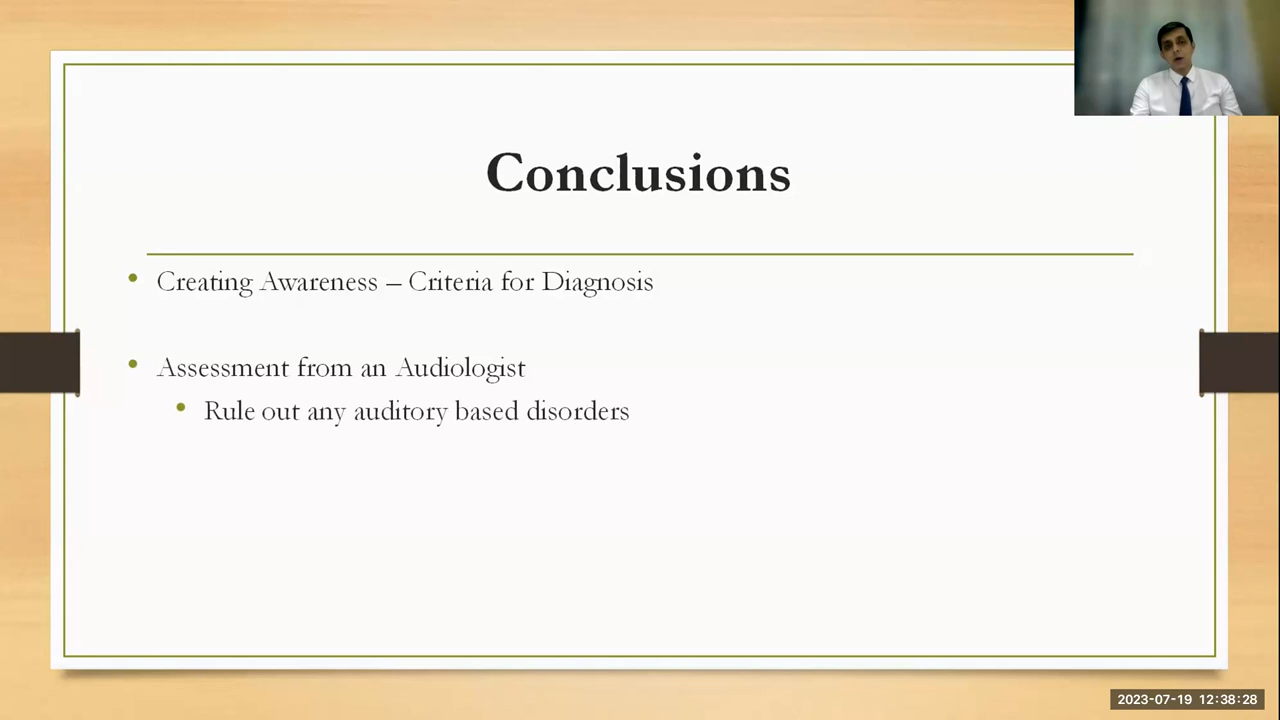 Conclusions
Creating Awareness – Criteria for Diagnosis
Assessment from an Audiologist
Rule out any auditory based disorders
2023-07-19 12:38:28